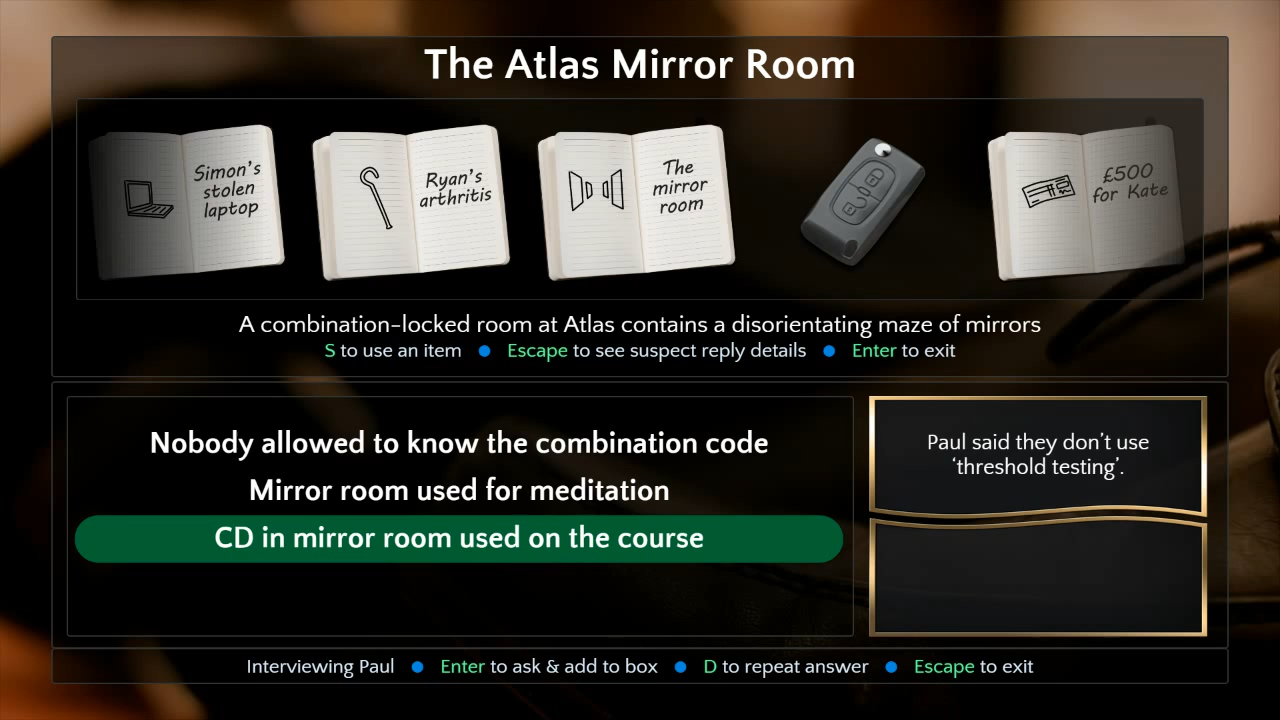 The Atlas Mirror Room
Simon's
stolen
laptop
Ryan's
arthritis
The
mirror
room
£500
for Kate
A combination-locked room at Atlas contains a disorientating maze of mirrors
S to use an item Escape to see suspect reply details Enter to exit
Nobody allowed to know the combination code
Mirror room used for meditation
CD in mirror room used on the course
Paul said they don't use
'threshold testing'.
Interviewing Paul Enter to ask & add to box D to repeat answer Escape to exit